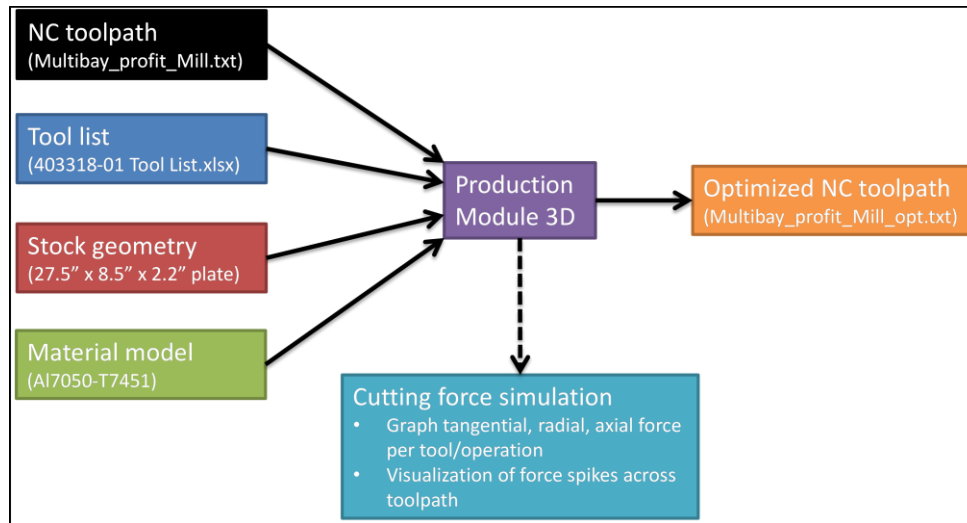 NC toolpath
(Multibay_profit_Mill.txt)
Tool list
(403318-01 Tool List.xlsx)
Stock geometry
(27.5” x 8.5” x 2.2” plate)
Material model
(Al7050-T7451)
Production
Module 3D
Optimized NC toolpath
(Multibay_profit_Mill_opt.txt)
Cutting force simulation
• Graph tangential, radial, axial force
per tool/operation
• Visualization of force spikes across
toolpath